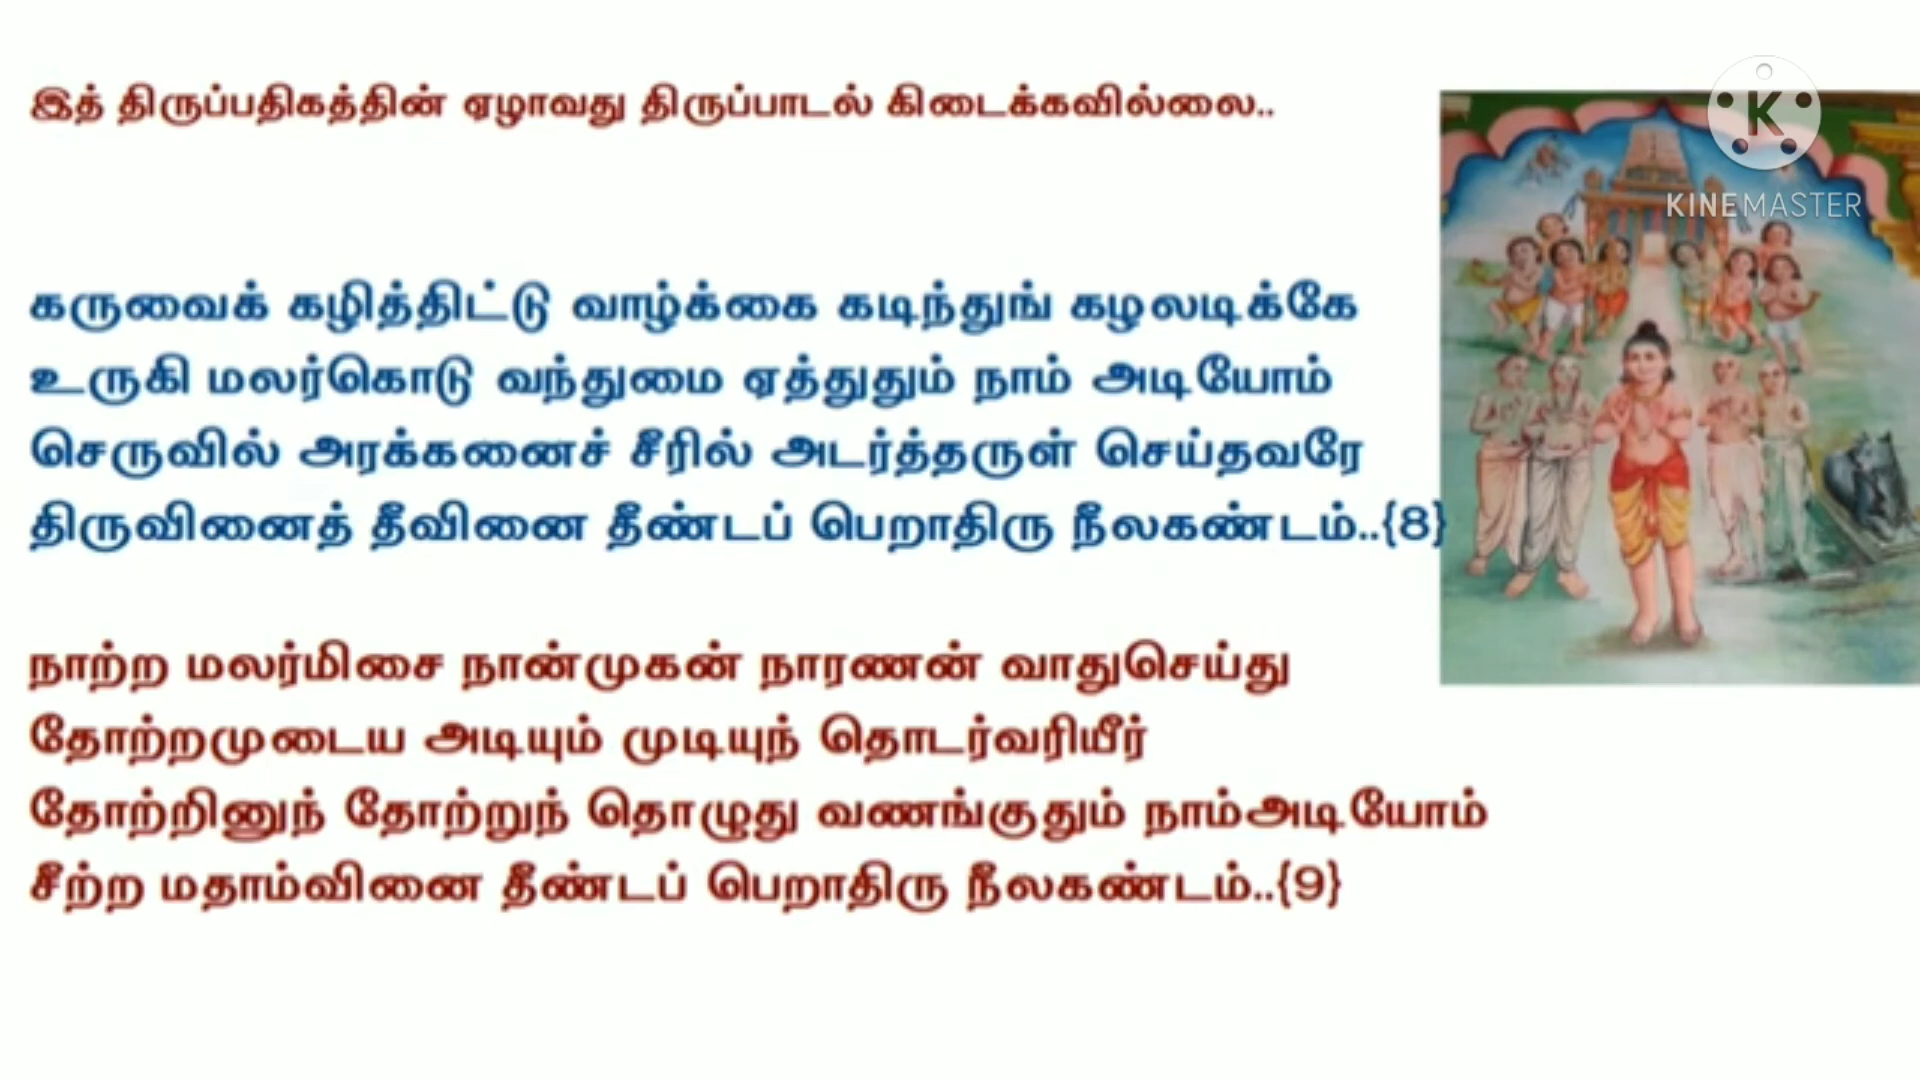 இத் திருப்பதிகத்தின் ஏழாவது திருப்பாடல் கிடைக்கவில்லை..
கருவைக் கழித்திட்டு வாழ்க்கை கடிந்துங் கழலடிக்கே
உருகி மலர்கொடு வந்துமை ஏத்துதும் நாம் அடியோம்
செருவில் அரக்கனைச் சீரில் அடர்த்தருள் செய்தவரே
திருவினைத் தீவினை தீண்டப் பெறாதிரு நீலகண்டம்..{8}
நாற்ற மலர்மிசை நான்முகன் நாரணன் வாதுசெய்து
தோற்றமுடைய அடியும் முடியுந் தொடர்வரியீர்
தோற்றினுந் தோற்றுந் தொழுது வணங்குதும் நாம்அடியோம்
சீற்ற மதாம்வினை தீண்டப் பெறாதிரு நீலகண்டம்..{9}
K
KINEMASTER